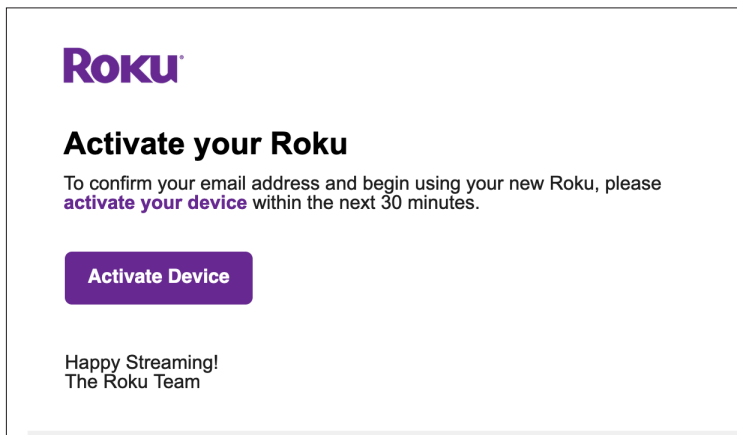 Roku
Activate your Roku
To confirm your email address and begin using your new Roku, please
activate your device within the next 30 minutes.
Activate Device
Happy Streaming!
The Roku Team